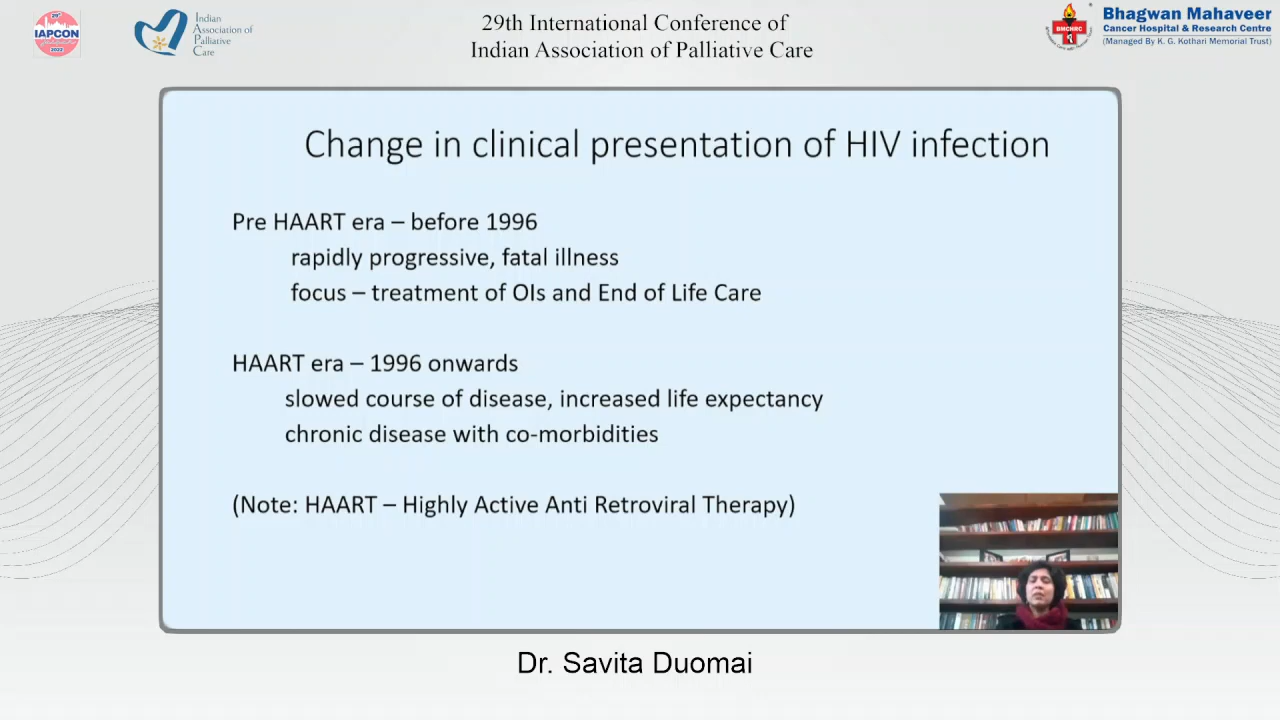 29th
IAPCON
2022
Indian
Association of
Palliative
Care
29th International Conference of
Indian Association of Palliative Care
BMCHRC
Bhagwan Mahaveer
Cancer Hospital & Research Centre
(Managed By K. G. Kothari Memorial Trust)
Change in clinical presentation of HIV infection
Pre HAART era – before 1996
rapidly progressive, fatal illness
focus – treatment of OIs and End of Life Care
HAART era – 1996 onwards
slowed course of disease, increased life expectancy
chronic disease with co-morbidities
(Note: HAART – Highly Active Anti Retroviral Therapy)
Dr. Savita Duomai